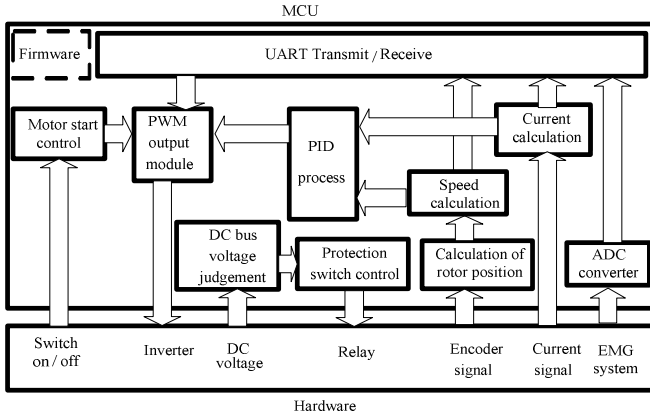 MCU
Firmware
UART Transmit / Receive
Motor start
control
PWM
output
module
PID
process
Current
calculation
Speed
calculation
DC bus
voltage
judgement
Protection
switch control
Calculation of
rotor position
ADC
converter
Switch
on / off
Inverter
DC
voltage
Relay
Encoder
signal
Current
signal
EMG
system
Hardware